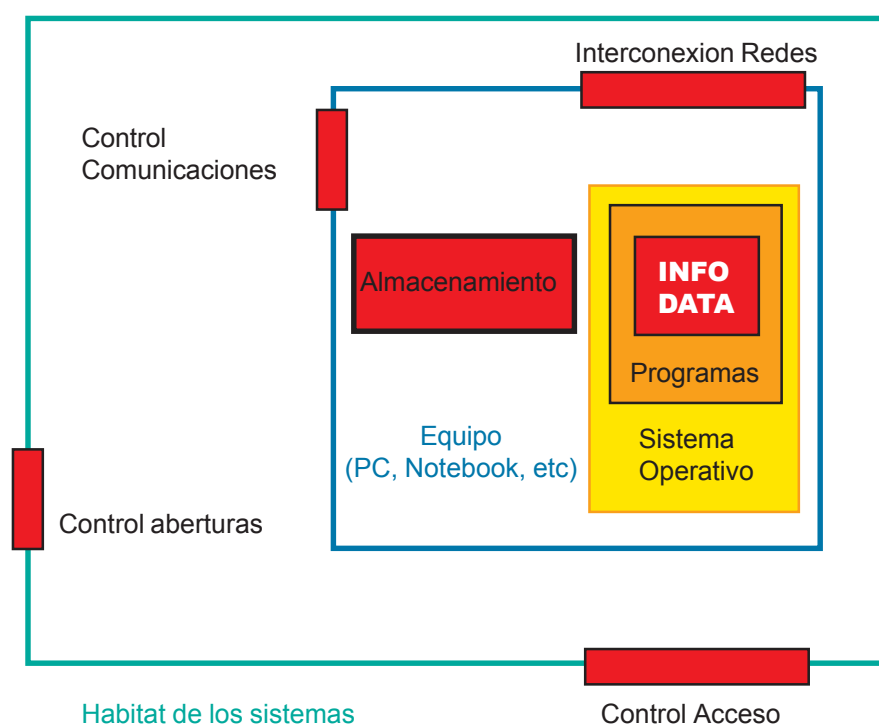 Interconexion Redes
Control
Comunicaciones
Almacenamiento
INFO
DATA
Programas
Equipo
(PC, Notebook, etc)
Sistema
Operativo
Control aberturas
Habitat de los sistemas
Control Acceso